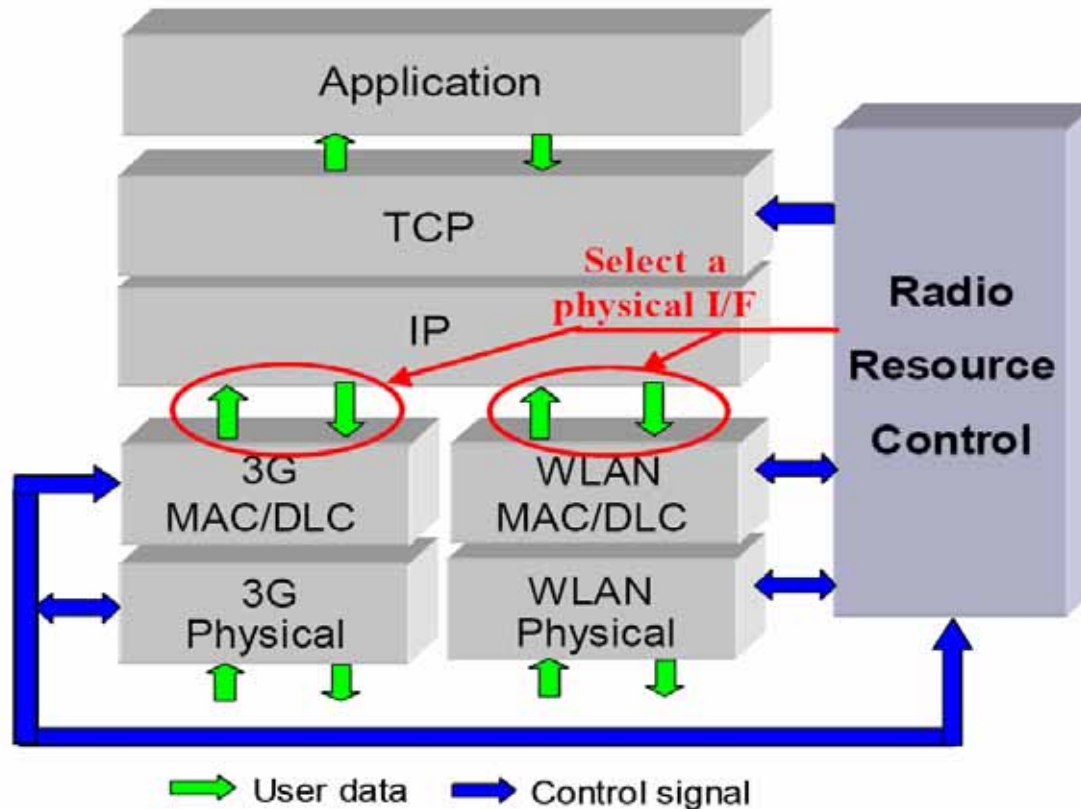 Application
TCP
Select a
physical I/F
IP
Radio
Resource
Control
3G
MAC/DLC
WLAN
MAC/DLC
3G
Physical
WLAN
Physical
User data
Control signal